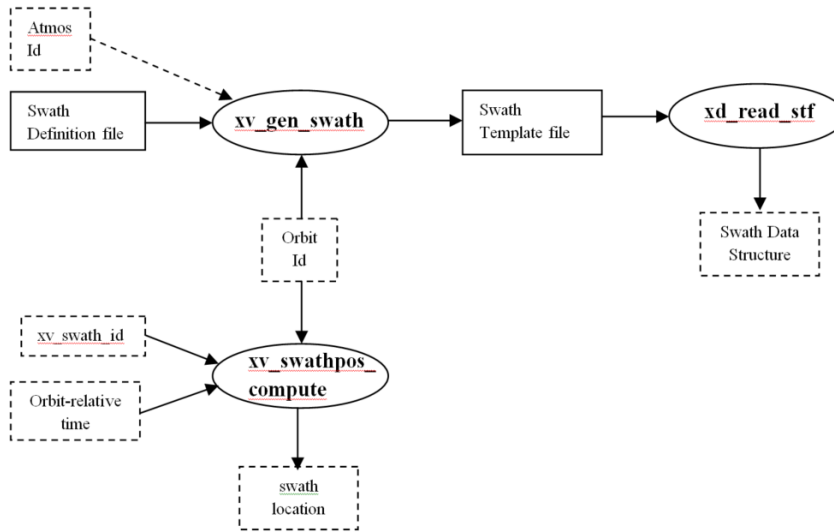 Atmos
Id
Swath
Definition file
xv_gen_swath
Swath
Template file
xd_read_stf
Orbit
Id
Swath Data
Structure
xv_swath_id
xv_swathpos_
compute
Orbit-relative
time
swath
location